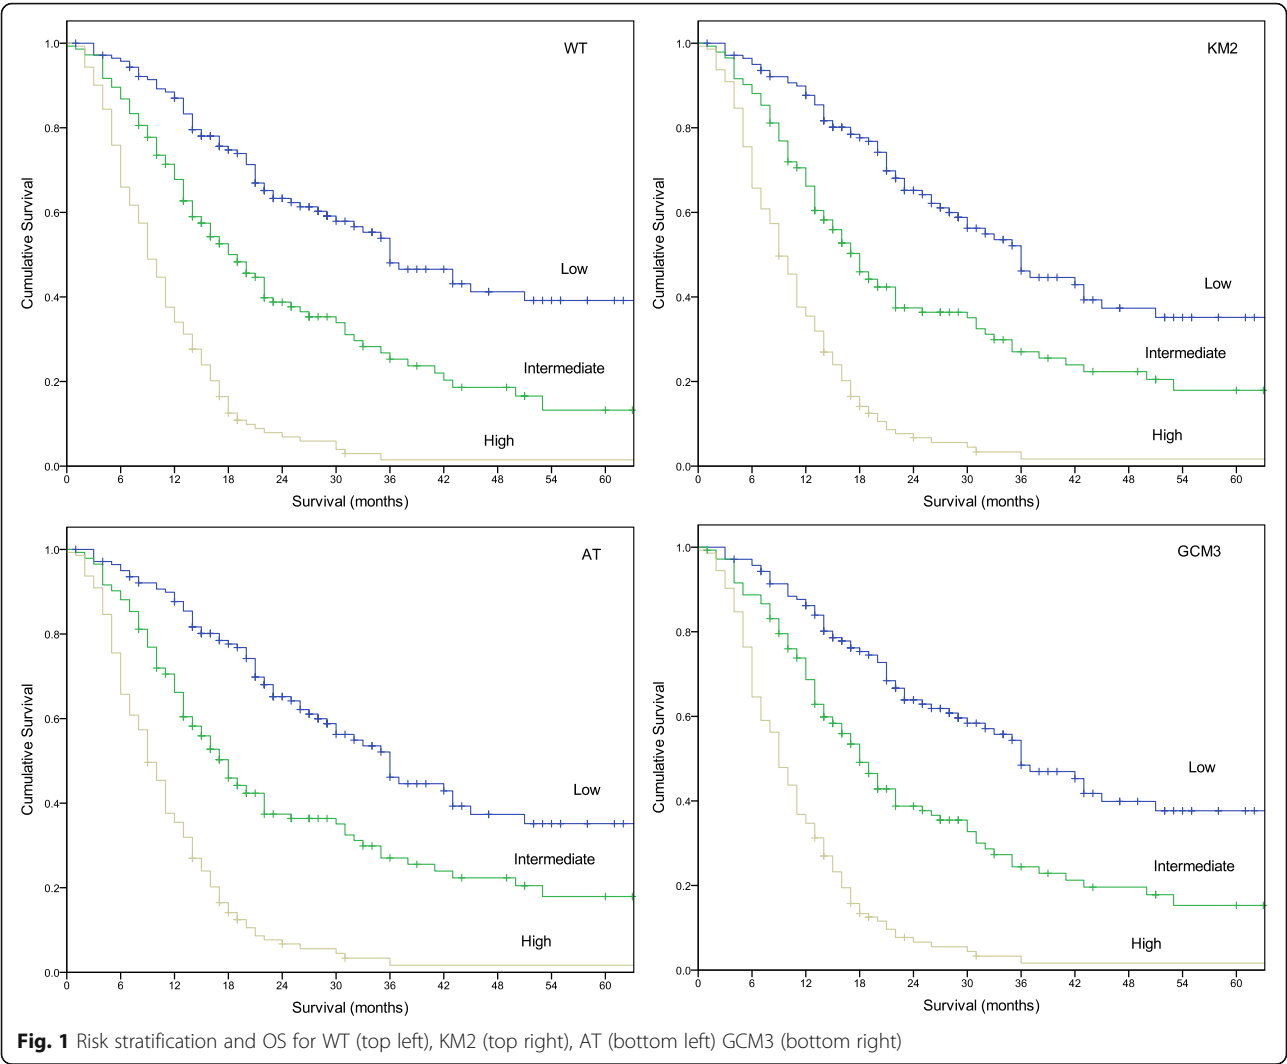 WT
1.0
0.8
0.6
0.4
0.2
0.0
Cumulative Survival
Low
Intermediate
High
0 6 12 18 24 30 36 42 48 54 60
Survival (months)
KM2
1.0
0.8
0.6
0.4
0.2
0.0
Cumulative Survival
Low
Intermediate
High
0 6 12 18 24 30 36 42 48 54 60
Survival (months)
AT
1.0
0.8
0.6
0.4
0.2
0.0
Cumulative Survival
Low
Intermediate
High
0 6 12 18 24 30 36 42 48 54 60
Survival (months)
GCM3
1.0
0.8
0.6
0.4
0.2
0.0
Cumulative Survival
Low
Intermediate
High
0 6 12 18 24 30 36 42 48 54 60
Survival (months)
Fig. 1 Risk stratification and OS for WT (top left), KM2 (top right), AT (bottom left) GCM3 (bottom right)